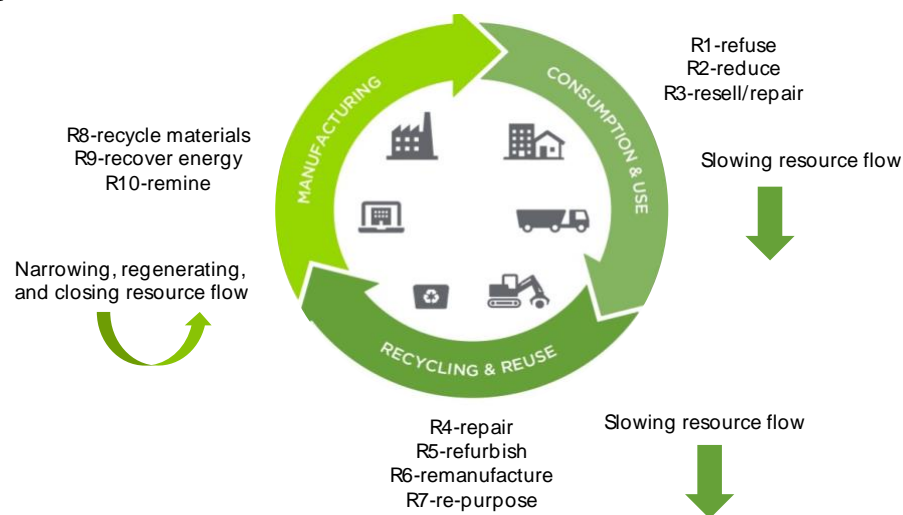 R1-refuse
R2-reduce
R3-resell/repair
CONSUMPTION & USE
MANUFACTURING
R8-recycle materials
R9-recover energy
R10-remine
Slowing resource flow
Narrowing, regenerating,
and closing resource flow
RECYCLING & REUSE
R4-repair
R5-refurbish
R6-remanufacture
R7-re-purpose
Slowing resource flow